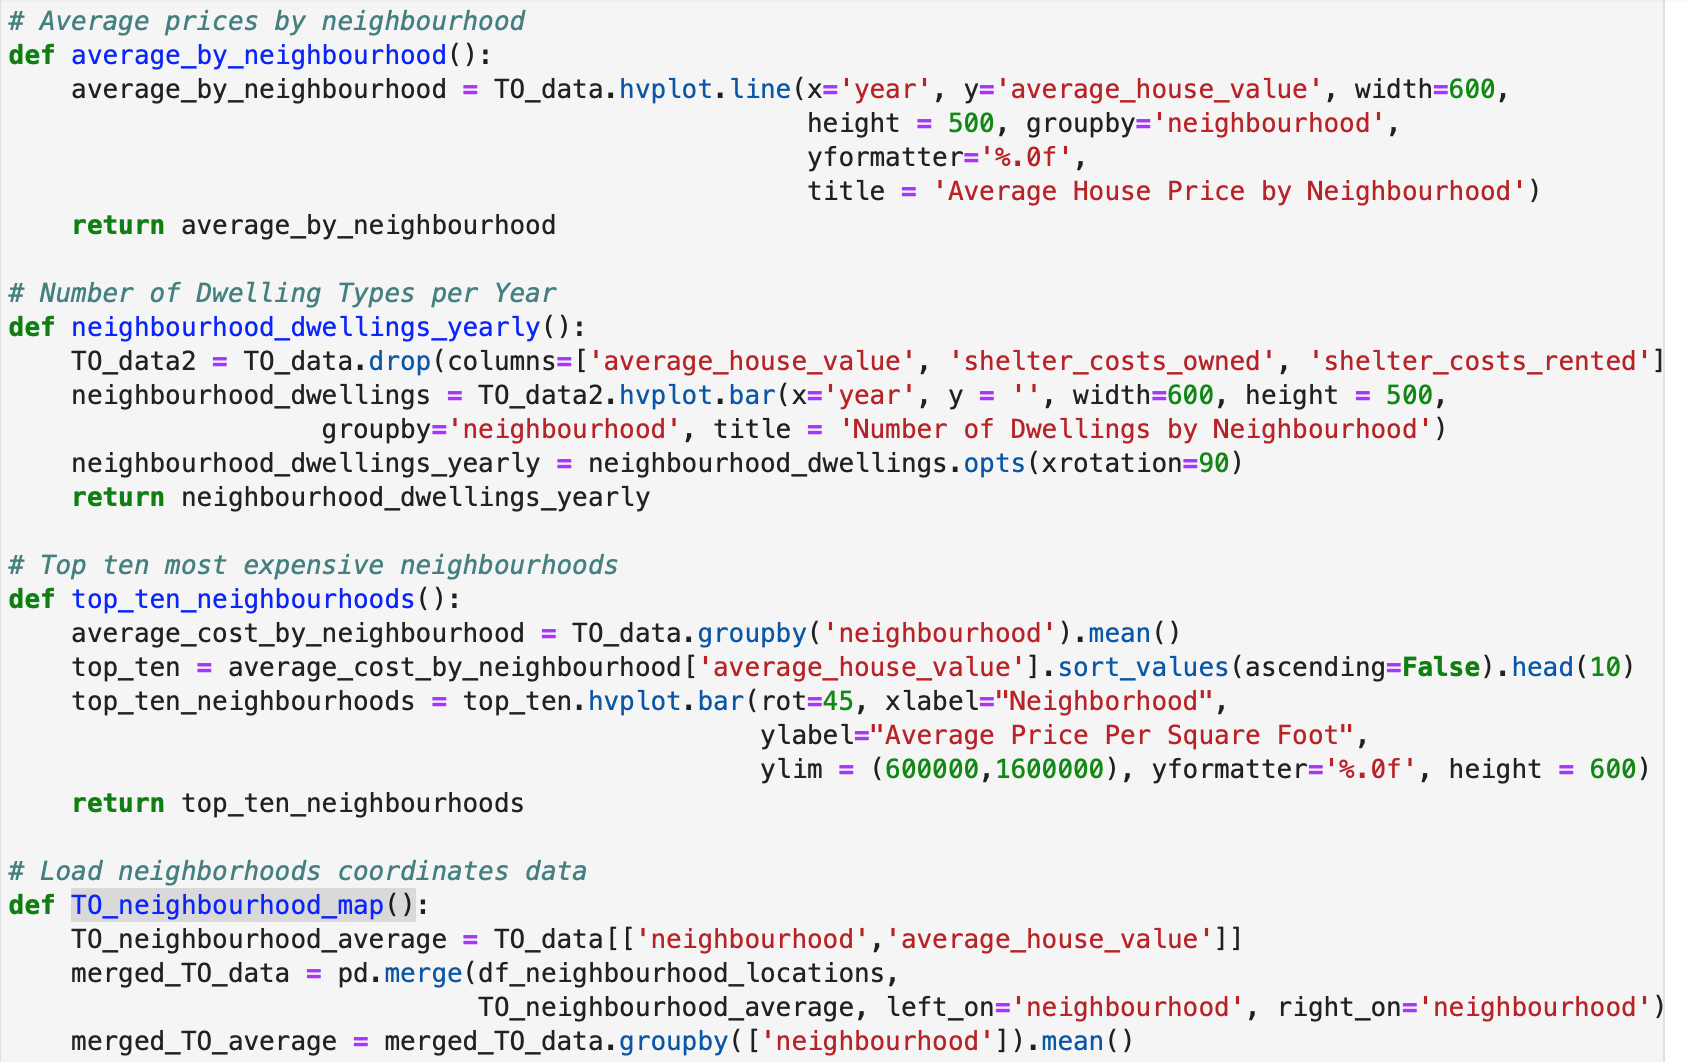 # Average prices by neighbourhood
def average_by_neighbourhood():
    average_by_neighbourhood = TO_data.hvplot.line(x='year', y='average_house_value', width=600,
                                                   height = 500, groupby='neighbourhood',
                                                   yformatter='%.0f',
                                                   title = 'Average House Price by Neighbourhood')
    return average_by_neighbourhood

# Number of Dwelling Types per Year
def neighbourhood_dwellings_yearly():
    TO_data2 = TO_data.drop(columns=['average_house_value', 'shelter_costs_owned', 'shelter_costs_rented']
    neighbourhood_dwellings = TO_data2.hvplot.bar(x='year', y = '', width=600, height = 500,
                    groupby='neighbourhood', title = 'Number of Dwellings by Neighbourhood')
    neighbourhood_dwellings_yearly = neighbourhood_dwellings.opts(xrotation=90)
    return neighbourhood_dwellings_yearly

# Top ten most expensive neighbourhoods
def top_ten_neighbourhoods():
    average_cost_by_neighbourhood = TO_data.groupby('neighbourhood').mean()
    top_ten = average_cost_by_neighbourhood['average_house_value'].sort_values(ascending=False).head(10)
    top_ten_neighbourhoods = top_ten.hvplot.bar(rot=45, xlabel="Neighborhood",
                                                ylabel="Average Price Per Square Foot",
                                                ylim = (600000,1600000), yformatter='%.0f', height = 600)
    return top_ten_neighbourhoods

# Load neighborhoods coordinates data
def TO_neighbourhood_map():
    TO_neighbourhood_average = TO_data[['neighbourhood','average_house_value']]
    merged_TO_data = pd.merge(df_neighbourhood_locations,
                              TO_neighbourhood_average, left_on='neighbourhood', right_on='neighbourhood')
    merged_TO_average = merged_TO_data.groupby(['neighbourhood']).mean()